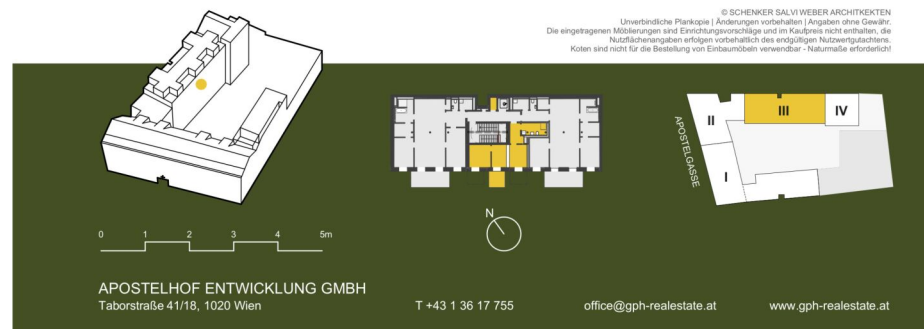 © SCHENKER SALVI WEBER ARCHITKEKTEN
Unverbindliche Plankopie | Änderungen vorbehalten | Angaben ohne Gewähr.
Die eingetragenen Möblierungen sind Einrichtungsvorschläge und im Kaufpreis nicht enthalten, die
Nutzflächenangaben erfolgen vorbehaltlich des endgültigen Nutzwertgutachtens.
Koten sind nicht für die Bestellung von Einbaumöbeln verwendbar - Naturmaße erforderlich!
II
III
IV
APOSTELGASSE
I
N
0 1 2 3 4 5m
APOSTELHOF ENTWICKLUNG GMBH
Taborstraße 41/18, 1020 Wien
T +43 1 36 17 755
office@gph-realestate.at
www.gph-realestate.at